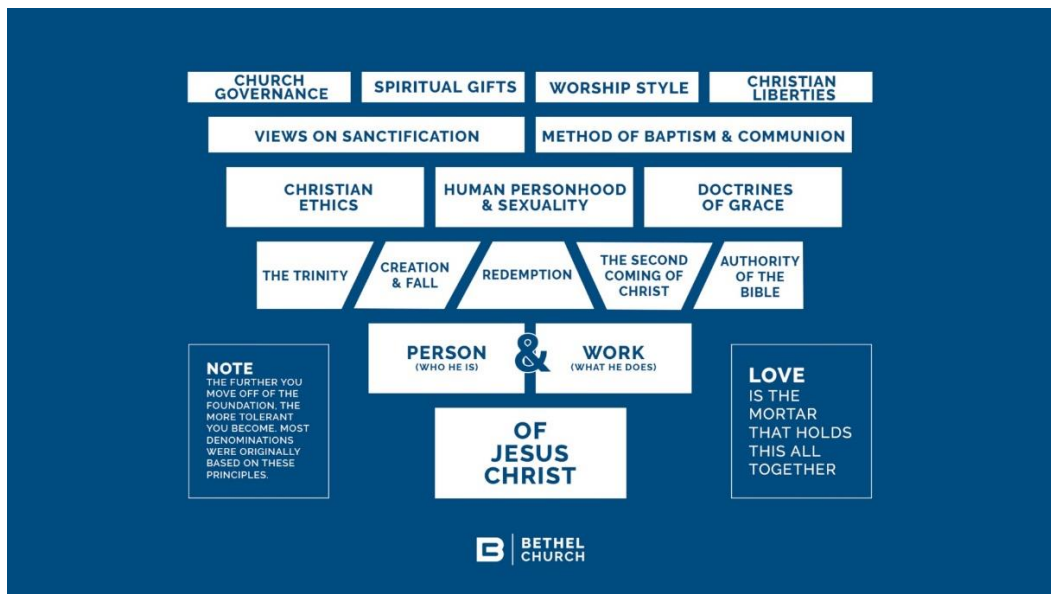 CHURCH
GOVERNANCE
SPIRITUAL GIFTS
WORSHIP STYLE
CHRISTIAN
LIBERTIES
VIEWS ON SANCTIFICATION
METHOD OF BAPTISM & COMMUNION
CHRISTIAN
ETHICS
HUMAN PERSONHOOD
& SEXUALITY
DOCTRINES
OF GRACE
THE TRINITY
CREATION
& FALL
REDEMPTION
THE SECOND
COMING OF
CHRIST
AUTHORITY
OF THE
BIBLE
PERSON
(WHO HE IS)
&
WORK
(WHAT HE DOES)
OF
JESUS
CHRIST
NOTE
THE FURTHER YOU
MOVE OFF OF THE
FOUNDATION, THE
MORE TOLERANT
YOU BECOME. MOST
DENOMINATIONS
WERE ORIGINALLY
BASED ON THESE
PRINCIPLES.
LOVE
IS THE
MORTAR
THAT HOLDS
THIS ALL
TOGETHER
B
BETHEL
CHURCH